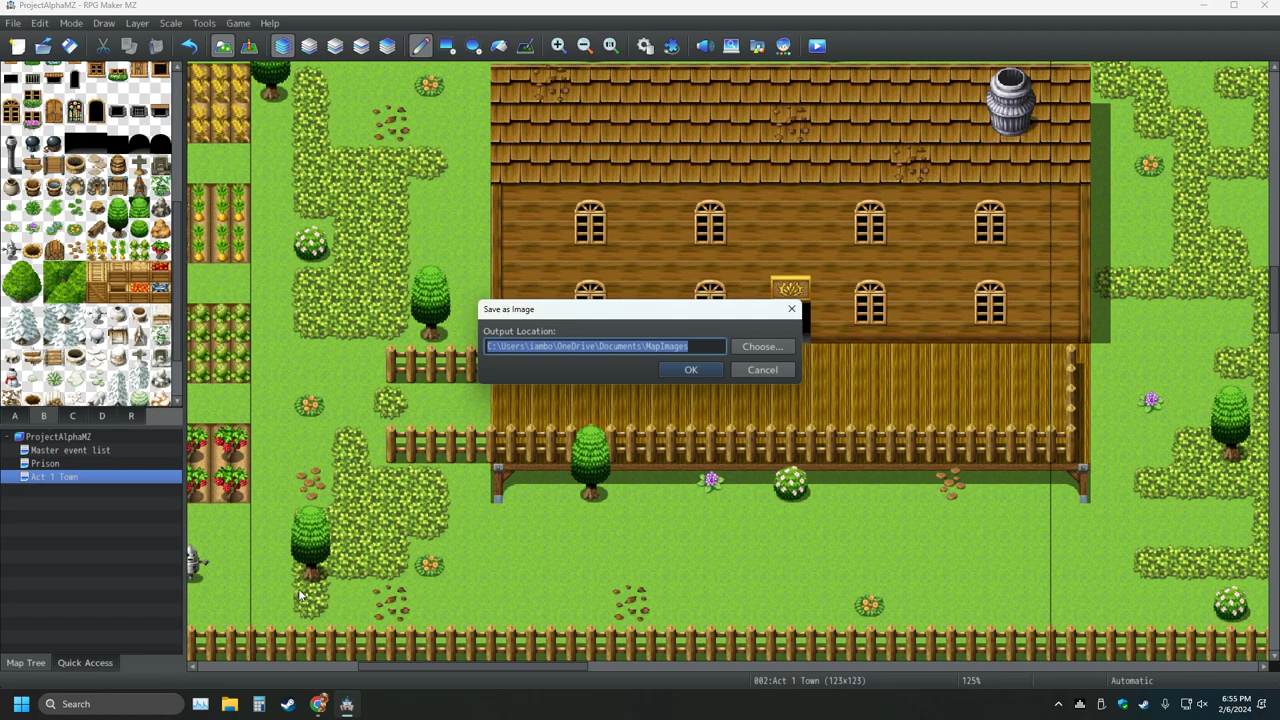 ProjectAlphaMZ - RPG Maker MZ
File Edit Mode Draw Layer Scale Tools Game Help
Save as Image
Output Location:
C:\Users\iambo\OneDrive\Documents\MapImages
Choose...
OK Cancel
A B C D R
ProjectAlphaMZ
Master event list
Prison
Act 1 Town
Map Tree Quick Access
002:Act 1 Town (123x123) 125% Automatic
Search
6:55 PM
2/6/2024